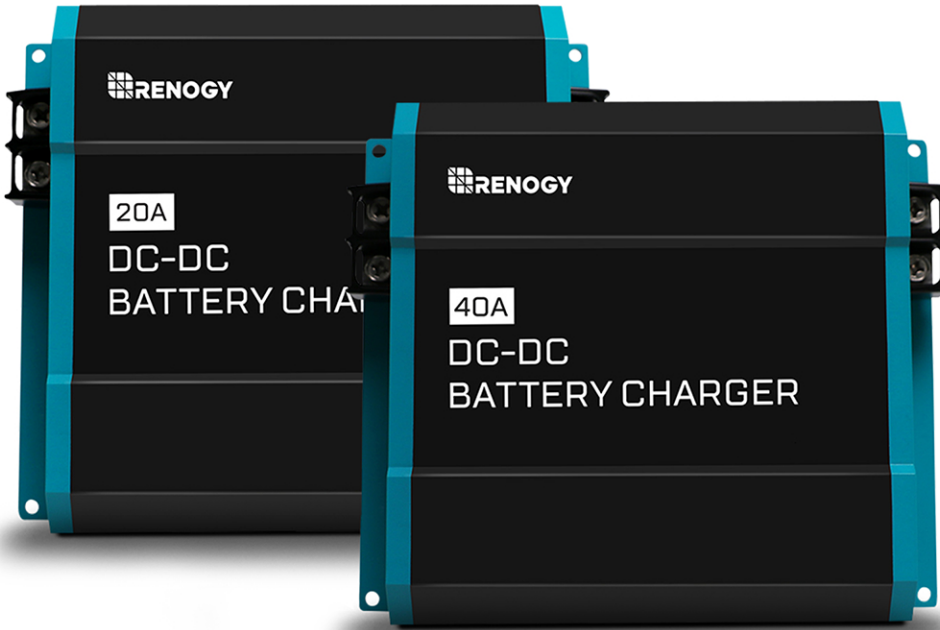 RENOGY
20A
DC-DC
BATTERY CHA
RENOGY
40A
DC-DC
BATTERY CHARGER